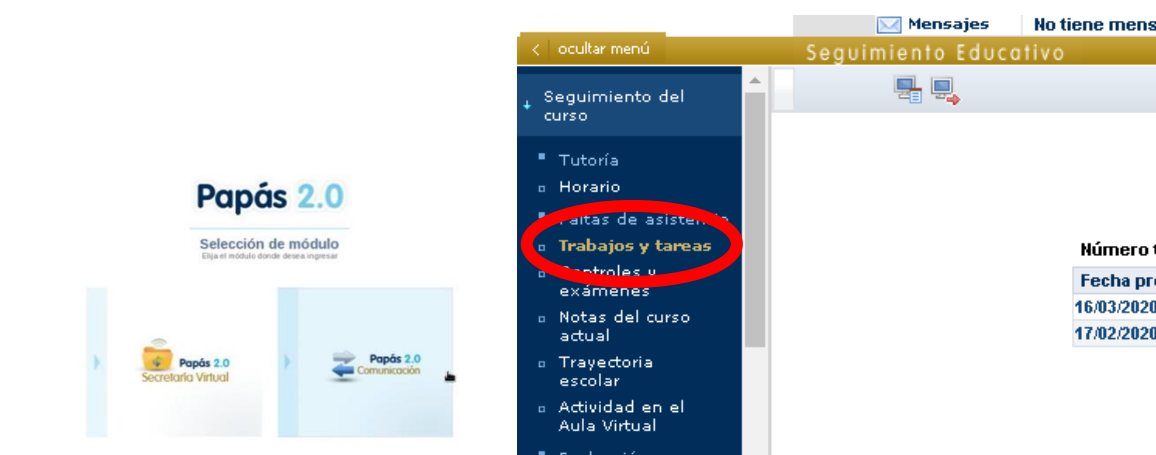 Papás 2.0
Selección de módulo
Elija el módulo donde desea ingresar
Papás 2.0
Secretaría Virtual
Papás 2.0
Comunicación
Mensajes
No tiene mens
< ocultar menú
Seguimiento Educativo
Seguimiento del
curso
Tutoría
Horario
Faltas de asistencia
Trabajos y tareas
Controles y
exámenes
Notas del curso
actual
Trayectoria
escolar
Actividad en el
Aula Virtual
Número t
Fecha pr
16/03/2020
17/02/2020